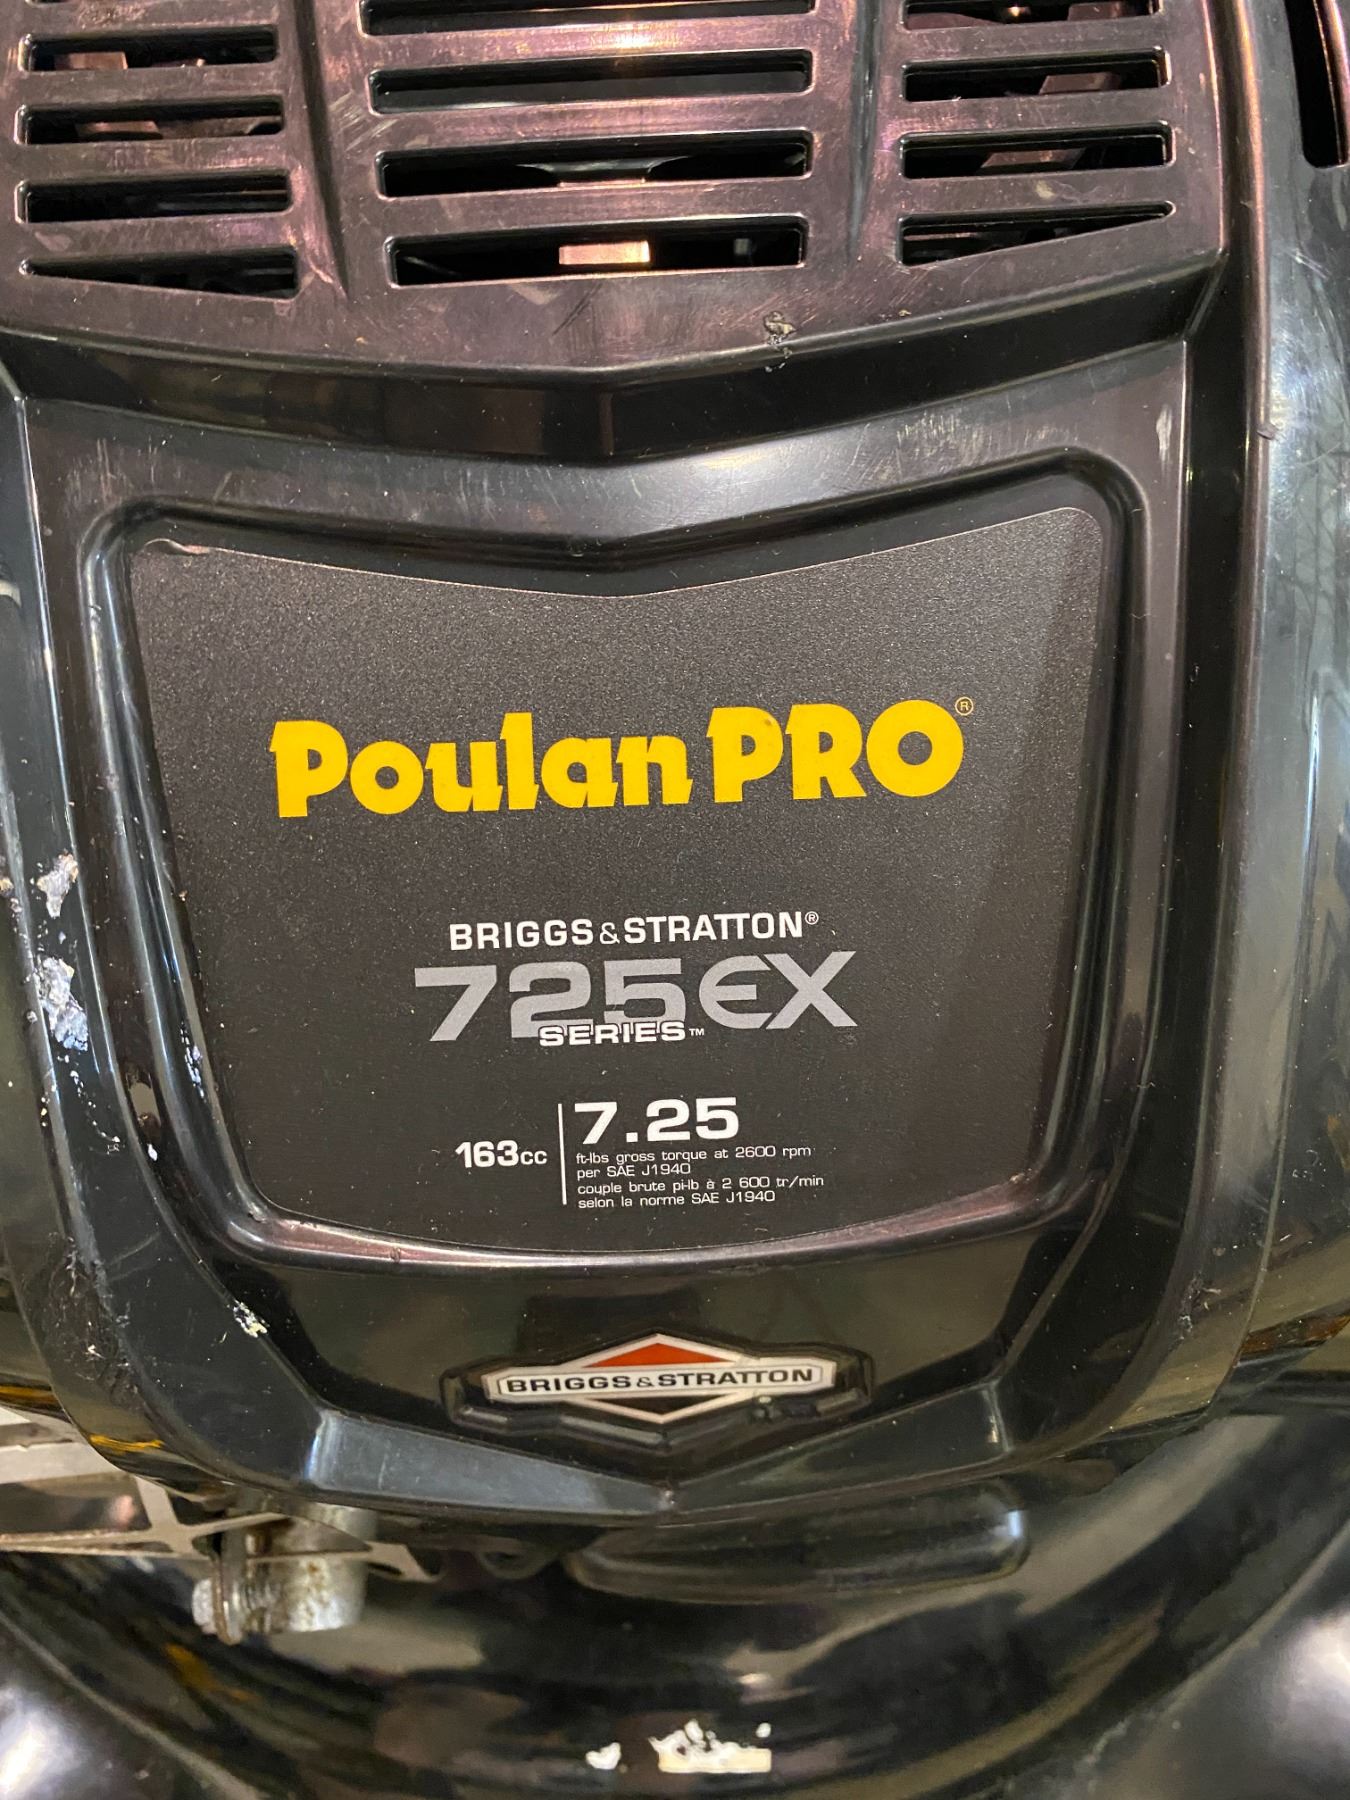 Poulan PRO®
BRIGGS & STRATTON®
725EX
SERIES™
163cc
7.25
ft-lbs gross torque at 2600 rpm
per SAE J1940
couple brute pi-lb à 2 600 tr/min
selon la norme SAE J1940
BRIGGS & STRATTON